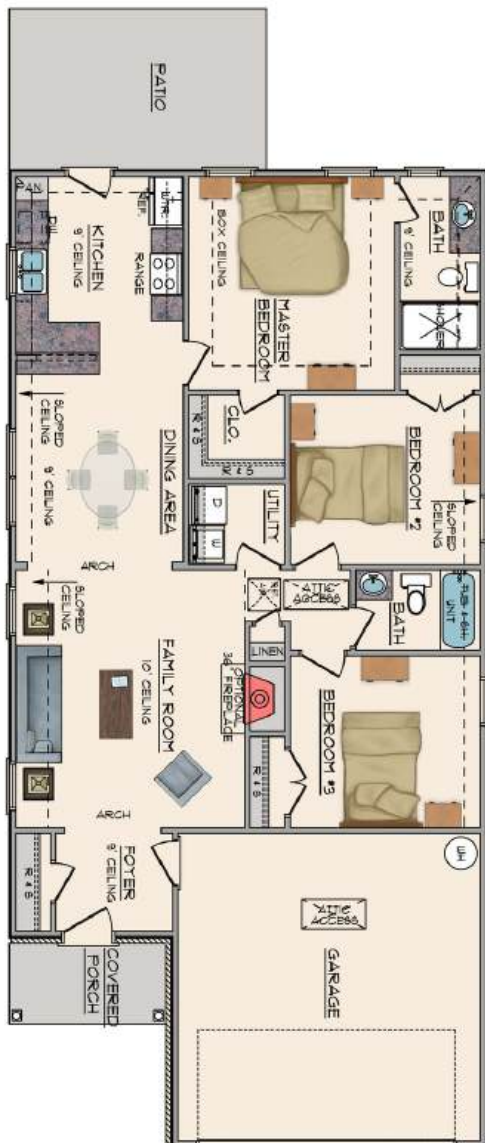 PATIO
PAN.
REF.
KITCHEN
9' CEILING
RANGE
BOX CEILING
MASTER
BEDROOM
BATH
9' CEILING
SHOWER
SLOPED
CEILING
9' CEILING
DINING AREA
CLO.
R & S
R & S
D
W
UTILITY
BEDROOM #2
SLOPED
CEILING
ARCH
SLOPED
CEILING
ATTIC
ACCESS
BATH
UNIT
LINEN
FAMILY ROOM
10' CEILING
OPTIONAL
36" FIREPLACE
BEDROOM #3
R & S
ARCH
FOYER
9' CEILING
R & S
WH
ATTIC
ACCESS
GARAGE
COVERED
PORCH